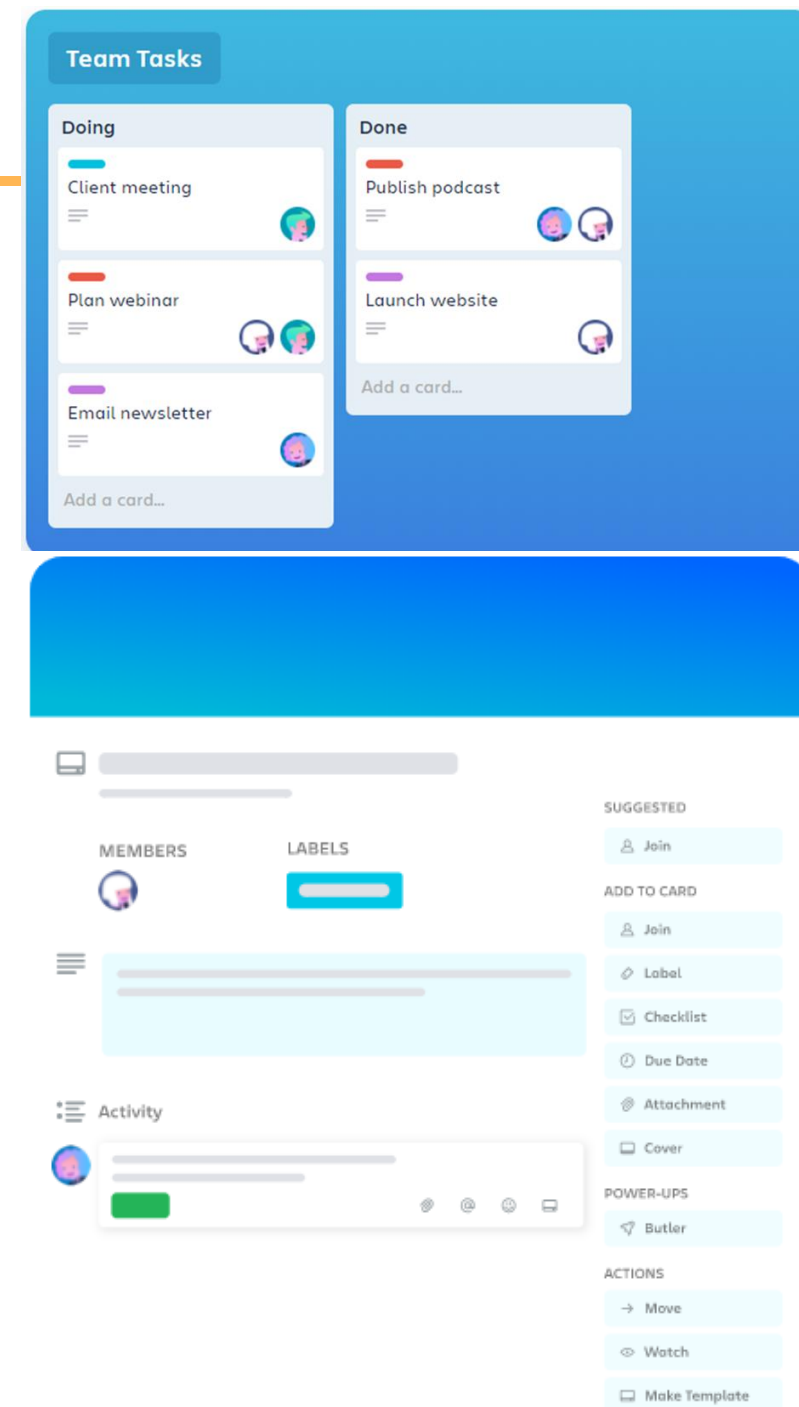 Team Tasks
Doing
Client meeting
Plan webinar
Email newsletter
Add a card...
Done
Publish podcast
Launch website
Add a card...
MEMBERS
LABELS
Activity
SUGGESTED
Join
ADD TO CARD
Join
Label
Checklist
Due Date
Attachment
Cover
POWER-UPS
Butler
ACTIONS
Move
Watch
Make Template